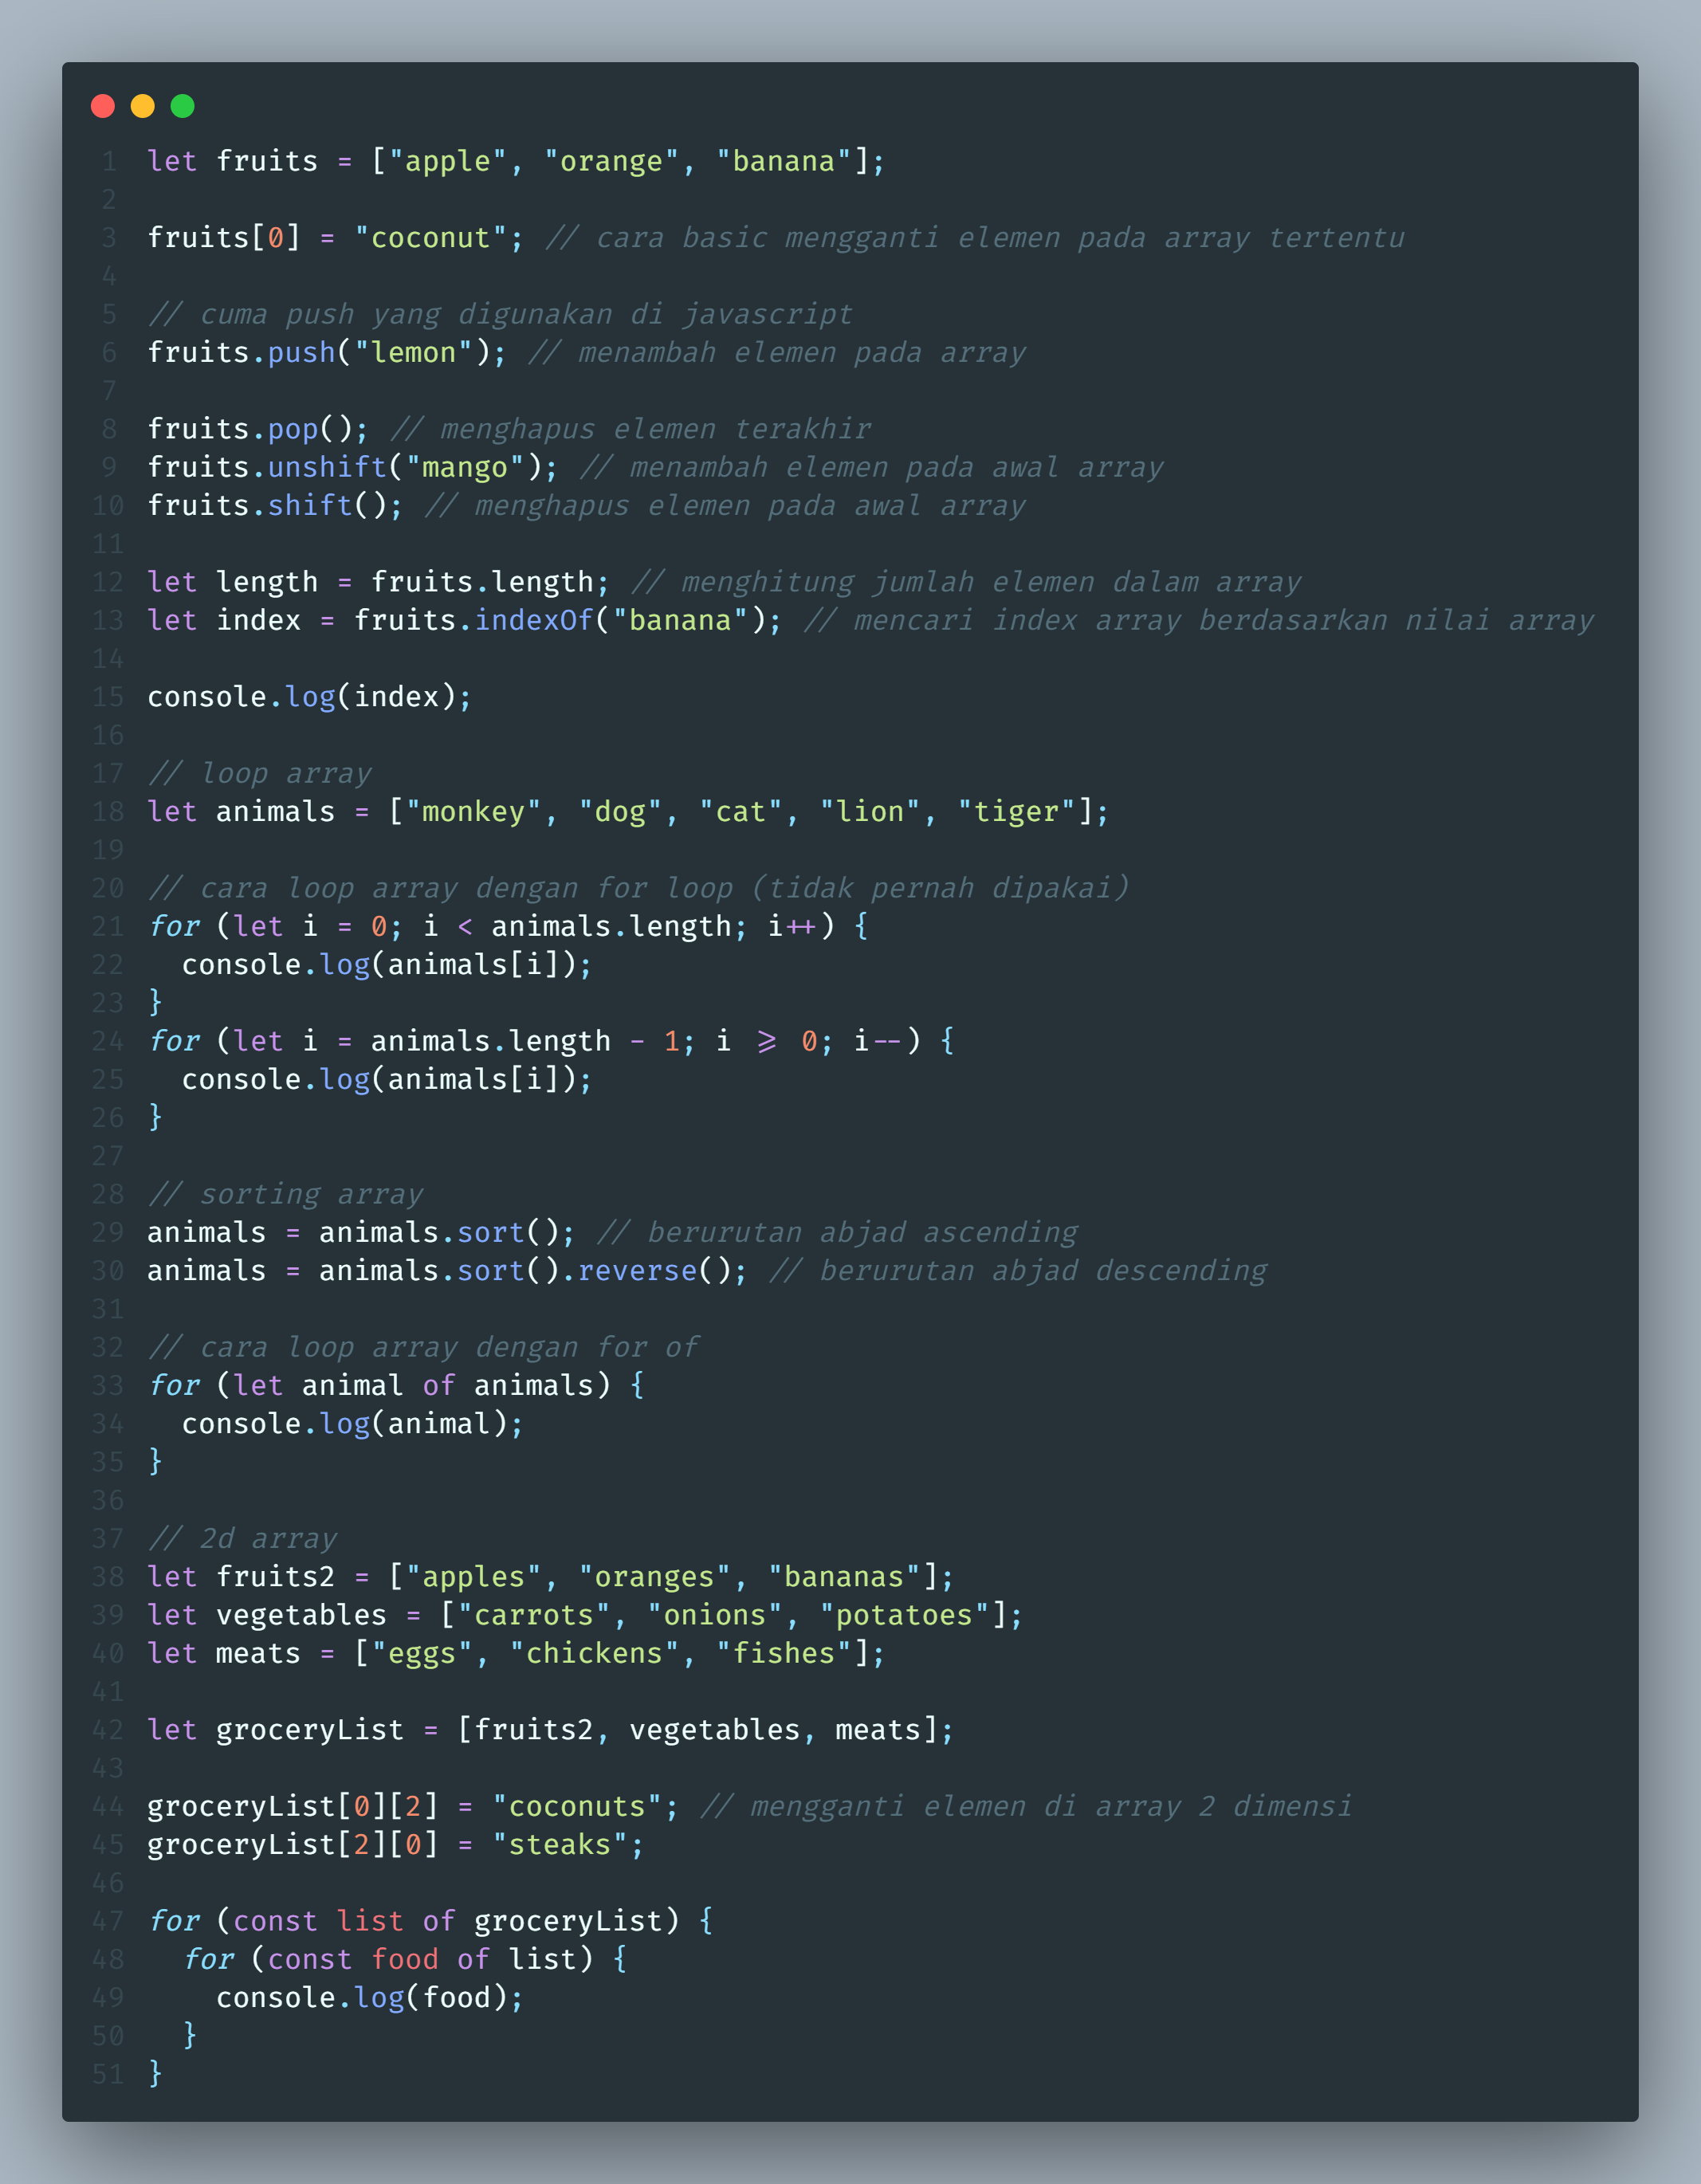 1 let fruits = ["apple", "orange", "banana"];
2
3 fruits[0] = "coconut"; // cara basic mengganti elemen pada array tertentu
4
5 // cuma push yang digunakan di javascript
6 fruits.push("lemon"); // menambah elemen pada array
7
8 fruits.pop(); // menghapus elemen terakhir
9 fruits.unshift("mango"); // menambah elemen pada awal array
10 fruits.shift(); // menghapus elemen pada awal array
11
12 let length = fruits.length; // menghitung jumlah elemen dalam array
13 let index = fruits.indexOf("banana"); // mencari index array berdasarkan nilai array
14
15 console.log(index);
16
17 // loop array
18 let animals = ["monkey", "dog", "cat", "lion", "tiger"];
19
20 // cara loop array dengan for loop (tidak pernah dipakai)
21 for (let i = 0; i < animals.length; i++) {
22   console.log(animals[i]);
23 }
24 for (let i = animals.length - 1; i >= 0; i--) {
25   console.log(animals[i]);
26 }
27
28 // sorting array
29 animals = animals.sort(); // berurutan abjad ascending
30 animals = animals.sort().reverse(); // berurutan abjad descending
31
32 // cara loop array dengan for of
33 for (let animal of animals) {
34   console.log(animal);
35 }
36
37 // 2d array
38 let fruits2 = ["apples", "oranges", "bananas"];
39 let vegetables = ["carrots", "onions", "potatoes"];
40 let meats = ["eggs", "chickens", "fishes"];
41
42 let groceryList = [fruits2, vegetables, meats];
43
44 groceryList[0][2] = "coconuts"; // mengganti elemen di array 2 dimensi
45 groceryList[2][0] = "steaks";
46
47 for (const list of groceryList) {
48   for (const food of list) {
49     console.log(food);
50   }
51 }